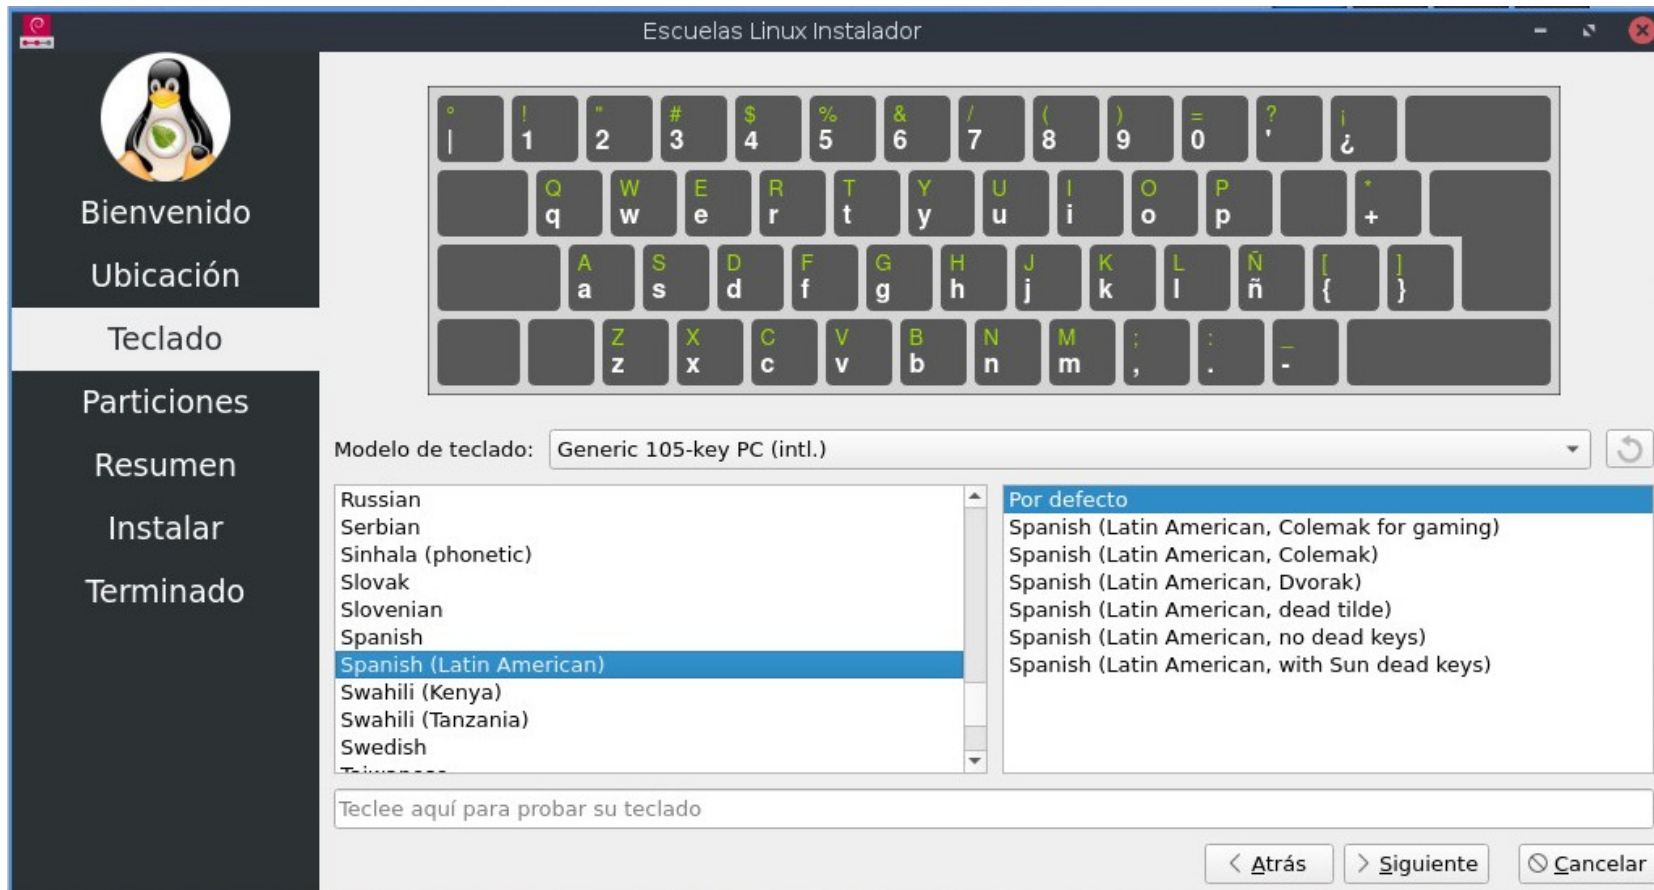 Escuelas Linux Instalador
Bienvenido
Ubicación
Teclado
Particiones
Resumen
Instalar
Terminado
° ! " # $ % & / ( ) = ? ¡
| 1 2 3 4 5 6 7 8 9 0 ' ¿
Q W E R T Y U I O P *
q w e r t y u i o p +
A S D F G H J K L Ñ [ ]
a s d f g h j k l ñ { }
Z X C V B N M ; : _
z x c v b n m , . -
Modelo de teclado: Generic 105-key PC (intl.)
Russian
Serbian
Sinhala (phonetic)
Slovak
Slovenian
Spanish
Spanish (Latin American)
Swahili (Kenya)
Swahili (Tanzania)
Swedish
Taiwanese
Por defecto
Spanish (Latin American, Colemak for gaming)
Spanish (Latin American, Colemak)
Spanish (Latin American, Dvorak)
Spanish (Latin American, dead tilde)
Spanish (Latin American, no dead keys)
Spanish (Latin American, with Sun dead keys)
Teclee aquí para probar su teclado
< Atrás > Siguiente Cancelar